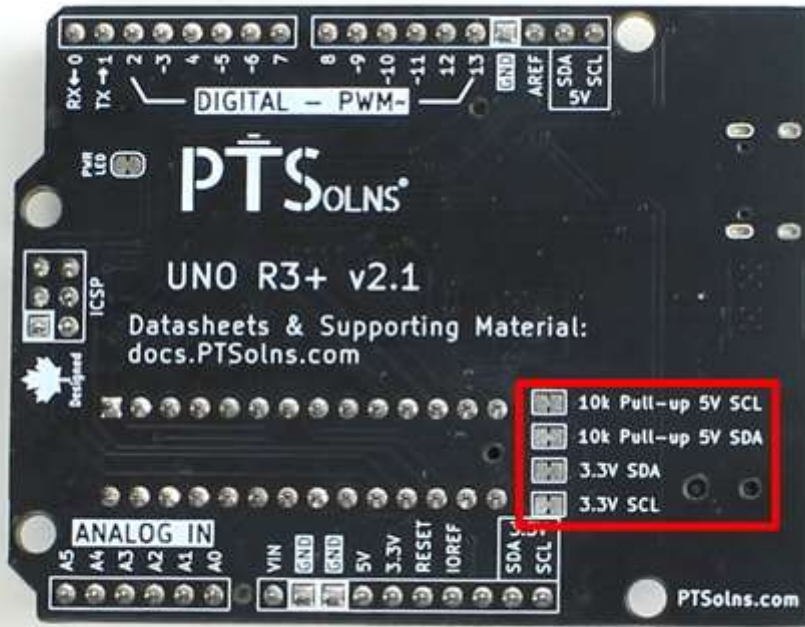 RX←0
TX→1
2
~3
4
~5
~6
7
8
~9
~10
~11
12
13
GND
AREF
SDA
SCL
5V
DIGITAL – PWM~
PWR
LED
PTSOLNS
UNO R3+ v2.1
ICSP
Datasheets & Supporting Material:
docs.PTSolns.com
Designed
10k Pull-up 5V SCL
10k Pull-up 5V SDA
3.3V SDA
3.3V SCL
ANALOG IN
A5
A4
A3
A2
A1
A0
VIN
GND
GND
5V
3.3V
RESET
IOREF
3.3V
SDA
SCL
PTSolns.com